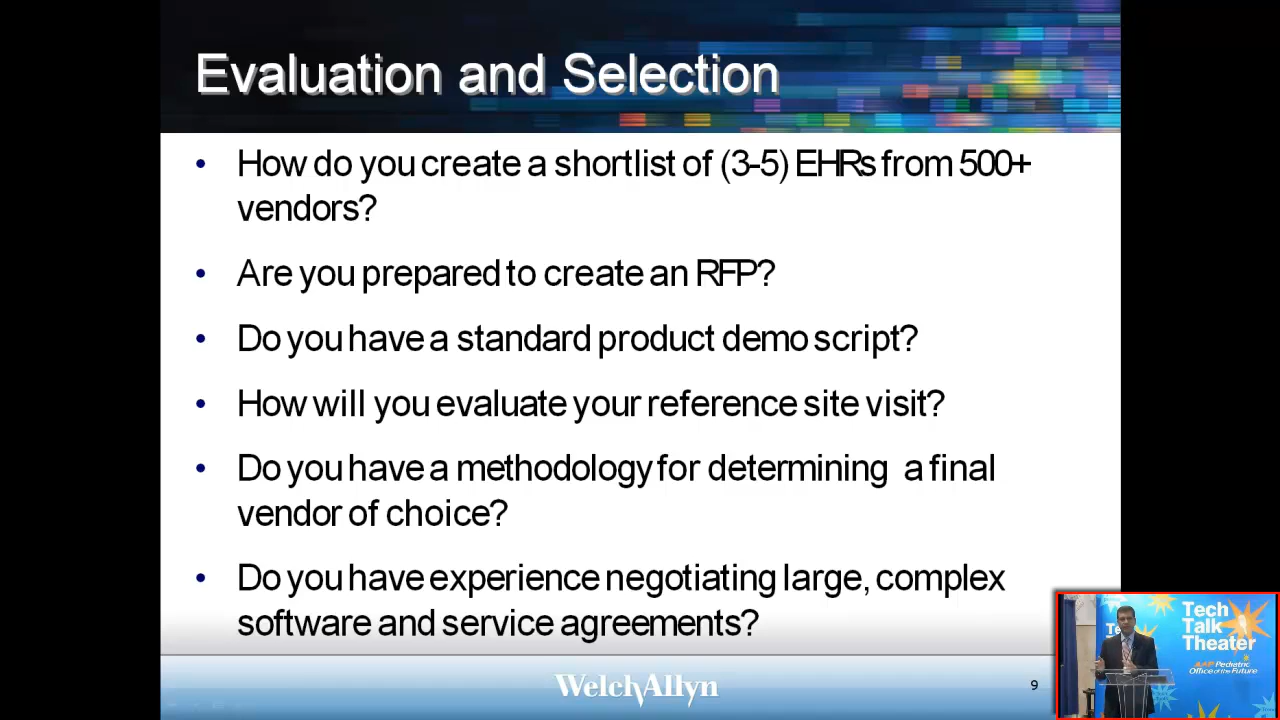 Evaluation and Selection
• How do you create a shortlist of (3-5) EHRs from 500+
vendors?
• Are you prepared to create an RFP?
• Do you have a standard product demo script?
• How will you evaluate your reference site visit?
• Do you have a methodology for determining a final
vendor of choice?
• Do you have experience negotiating large, complex
software and service agreements?
WelchAllyn
9
Tech
Talk
Theater
AAP Pediatric
Office of the Future